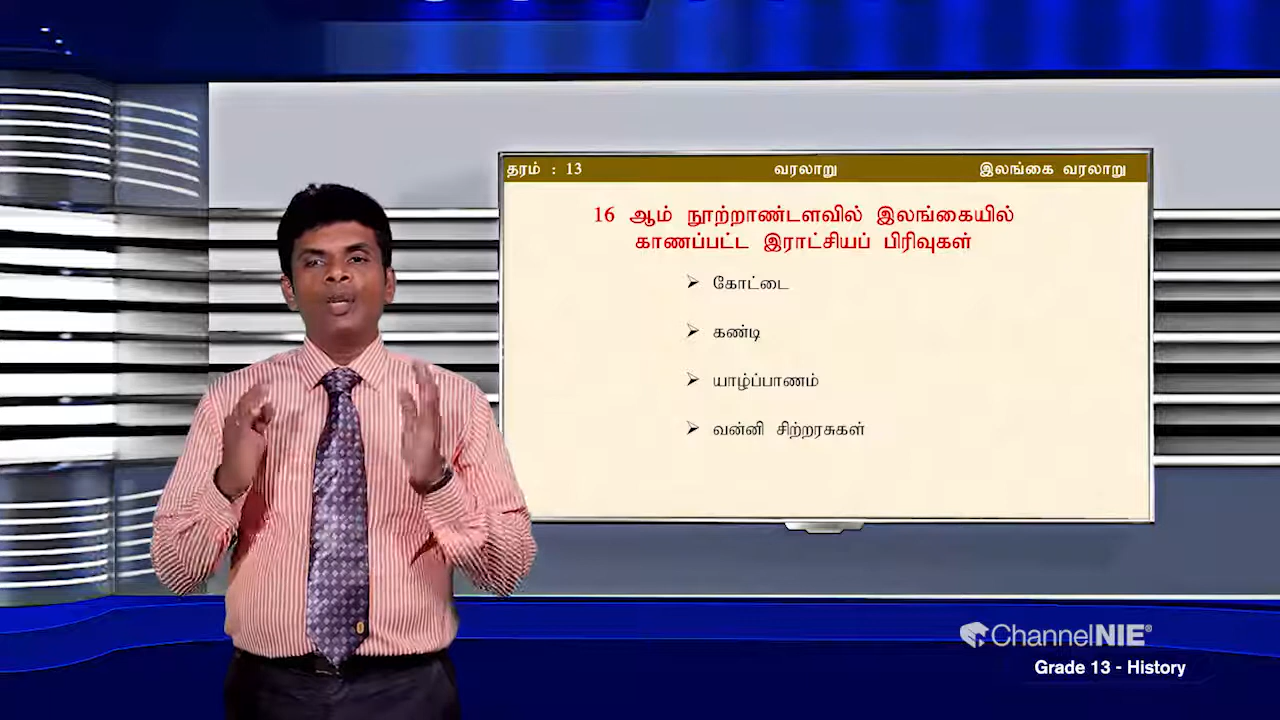 தரம் : 13 வரலாறு இலங்கை வரலாறு
16 ஆம் நூற்றாண்டளவில் இலங்கையில்
காணப்பட்ட இராட்சியப் பிரிவுகள்
➢ கோட்டை
➢ கண்டி
➢ யாழ்ப்பாணம்
➢ வன்னி சிற்றரசுகள்
ChannelNIE®
Grade 13 - History